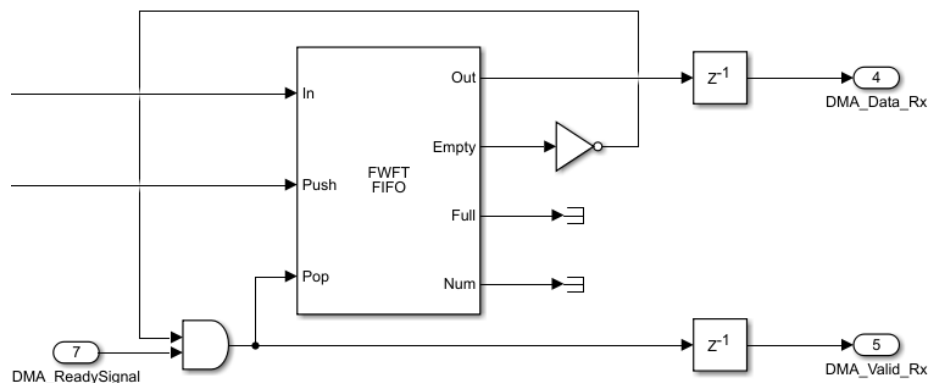 Out
z-1
4
DMA_Data_Rx
In
Empty
FWFT
FIFO
Push
Full
Pop
Num
7
DMA_ReadySignal
z-1
5
DMA_Valid_Rx